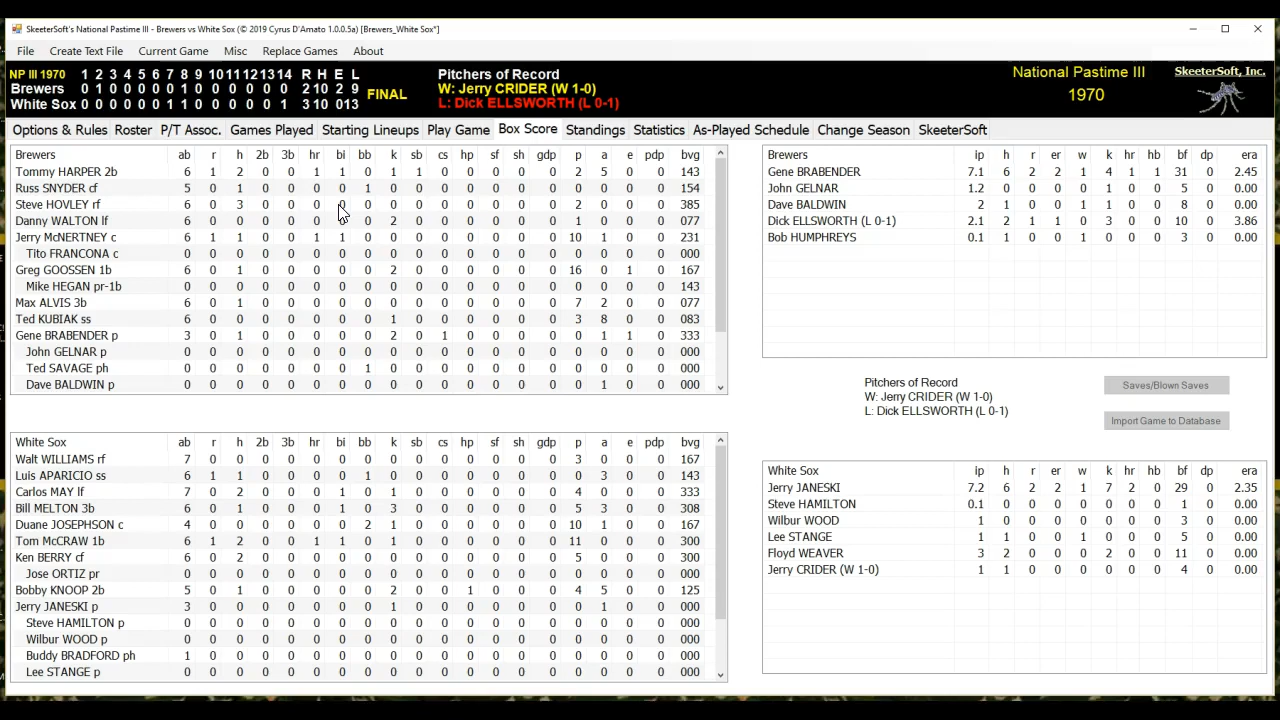 SkeeterSoft's National Pastime III - Brewers vs White Sox (© 2019 Cyrus D'Amato 1.0.0.5a) [Brewers_White Sox*]
File Create Text File Current Game Misc Replace Games About
NP III 1970 1 2 3 4 5 6 7 8 9 10 11 12 13 14 R H E L
Brewers 0 0 0 0 0 0 1 1 0 0 0 0 0 0 2 10 2 9
White Sox 0 0 0 0 0 0 1 1 0 0 0 0 0 1 3 10 0 13
FINAL
Pitchers of Record
W: Jerry CRIDER (W 1-0)
L: Dick ELLSWORTH (L 0-1)
National Pastime III
1970
SkeeterSoft, Inc.
Options & Rules Roster P/T Assoc. Games Played Starting Lineups Play Game Box Score Standings Statistics As-Played Schedule Change Season SkeeterSoft
Brewers ab r h 2b 3b hr bi bb k sb cs hp sf sh gdp p a e pdp bvg
Tommy HARPER 2b 6 1 2 0 0 1 1 0 1 1 0 0 0 0 0 2 5 0 0 143
Russ SNYDER cf 5 0 1 0 0 0 0 1 0 0 0 0 0 0 0 0 0 0 0 154
Steve HOVLEY rf 6 0 3 0 0 0 0 0 0 0 0 0 0 0 0 2 0 0 0 385
Danny WALTON lf 6 0 0 0 0 0 0 0 2 0 0 0 0 0 0 1 0 0 0 077
Jerry McNERTNEY c 6 1 1 0 0 1 1 0 0 0 0 0 0 0 0 10 1 0 0 231
Tito FRANCONA c 0 0 0 0 0 0 0 0 0 0 0 0 0 0 0 0 0 0 0 000
Greg GOOSSEN 1b 6 0 1 0 0 0 0 0 2 0 0 0 0 0 0 16 0 1 0 167
Mike HEGAN pr-1b 0 0 0 0 0 0 0 0 0 0 0 0 0 0 0 0 0 0 0 143
Max ALVIS 3b 6 0 1 0 0 0 0 0 0 0 0 0 0 0 0 7 2 0 0 077
Ted KUBIAK ss 6 0 0 0 0 0 0 0 1 0 0 0 0 0 0 3 8 0 0 083
Gene BRABENDER p 3 0 1 0 0 0 0 0 2 0 1 0 0 0 0 0 1 1 0 333
John GELNAR p 0 0 0 0 0 0 0 0 0 0 0 0 0 0 0 0 0 0 0 000
Ted SAVAGE ph 0 0 0 0 0 0 0 1 0 0 0 0 0 0 0 0 0 0 0 000
Dave BALDWIN p 0 0 0 0 0 0 0 0 0 0 0 0 0 0 0 0 1 0 0 000
Brewers ip h r er w k hr hb bf dp era
Gene BRABENDER 7.1 6 2 2 1 4 1 1 31 0 2.45
John GELNAR 1.2 0 0 0 0 0 0 0 5 0 0.00
Dave BALDWIN 2 1 0 0 1 1 0 0 8 0 0.00
Dick ELLSWORTH (L 0-1) 2.1 2 1 1 0 3 0 0 10 0 3.86
Bob HUMPHREYS 0.1 1 0 0 1 0 0 0 3 0 0.00
Pitchers of Record
W: Jerry CRIDER (W 1-0)
L: Dick ELLSWORTH (L 0-1)
Saves/Blown Saves
Import Game to Database
White Sox ab r h 2b 3b hr bi bb k sb cs hp sf sh gdp p a e pdp bvg
Walt WILLIAMS rf 7 0 0 0 0 0 0 0 0 0 0 0 0 0 0 3 0 0 0 167
Luis APARICIO ss 6 1 1 0 0 0 0 1 0 0 0 0 0 0 0 0 3 0 0 143
Carlos MAY lf 7 0 2 0 0 0 1 0 1 0 0 0 0 0 0 4 0 0 0 333
Bill MELTON 3b 6 0 1 0 0 0 1 0 3 0 0 0 0 0 0 5 3 0 0 308
Duane JOSEPHSON c 4 0 0 0 0 0 0 2 1 0 0 0 0 0 0 10 1 0 0 167
Tom McCRAW 1b 6 1 2 0 0 1 1 0 1 0 0 0 0 0 0 11 0 0 0 300
Ken BERRY cf 6 0 2 0 0 0 0 0 0 0 0 0 0 0 0 5 0 0 0 300
Jose ORTIZ pr 0 0 0 0 0 0 0 0 0 0 0 0 0 0 0 0 0 0 0 000
Bobby KNOOP 2b 5 0 1 0 0 0 0 0 2 0 0 1 0 0 0 4 5 0 0 125
Jerry JANESKI p 3 0 0 0 0 0 0 0 1 0 0 0 0 0 0 0 1 0 0 000
Steve HAMILTON p 0 0 0 0 0 0 0 0 0 0 0 0 0 0 0 0 0 0 0 000
Wilbur WOOD p 0 0 0 0 0 0 0 0 0 0 0 0 0 0 0 0 0 0 0 000
Buddy BRADFORD ph 1 0 0 0 0 0 0 0 0 0 0 0 0 0 0 0 0 0 0 000
Lee STANGE p 0 0 0 0 0 0 0 0 0 0 0 0 0 0 0 0 0 0 0 000
White Sox ip h r er w k hr hb bf dp era
Jerry JANESKI 7.2 6 2 2 1 7 2 0 29 0 2.35
Steve HAMILTON 0.1 0 0 0 0 0 0 0 1 0 0.00
Wilbur WOOD 1 0 0 0 0 0 0 0 3 0 0.00
Lee STANGE 1 1 0 0 1 0 0 0 5 0 0.00
Floyd WEAVER 3 2 0 0 0 2 0 0 11 0 0.00
Jerry CRIDER (W 1-0) 1 1 0 0 0 0 0 0 4 0 0.00